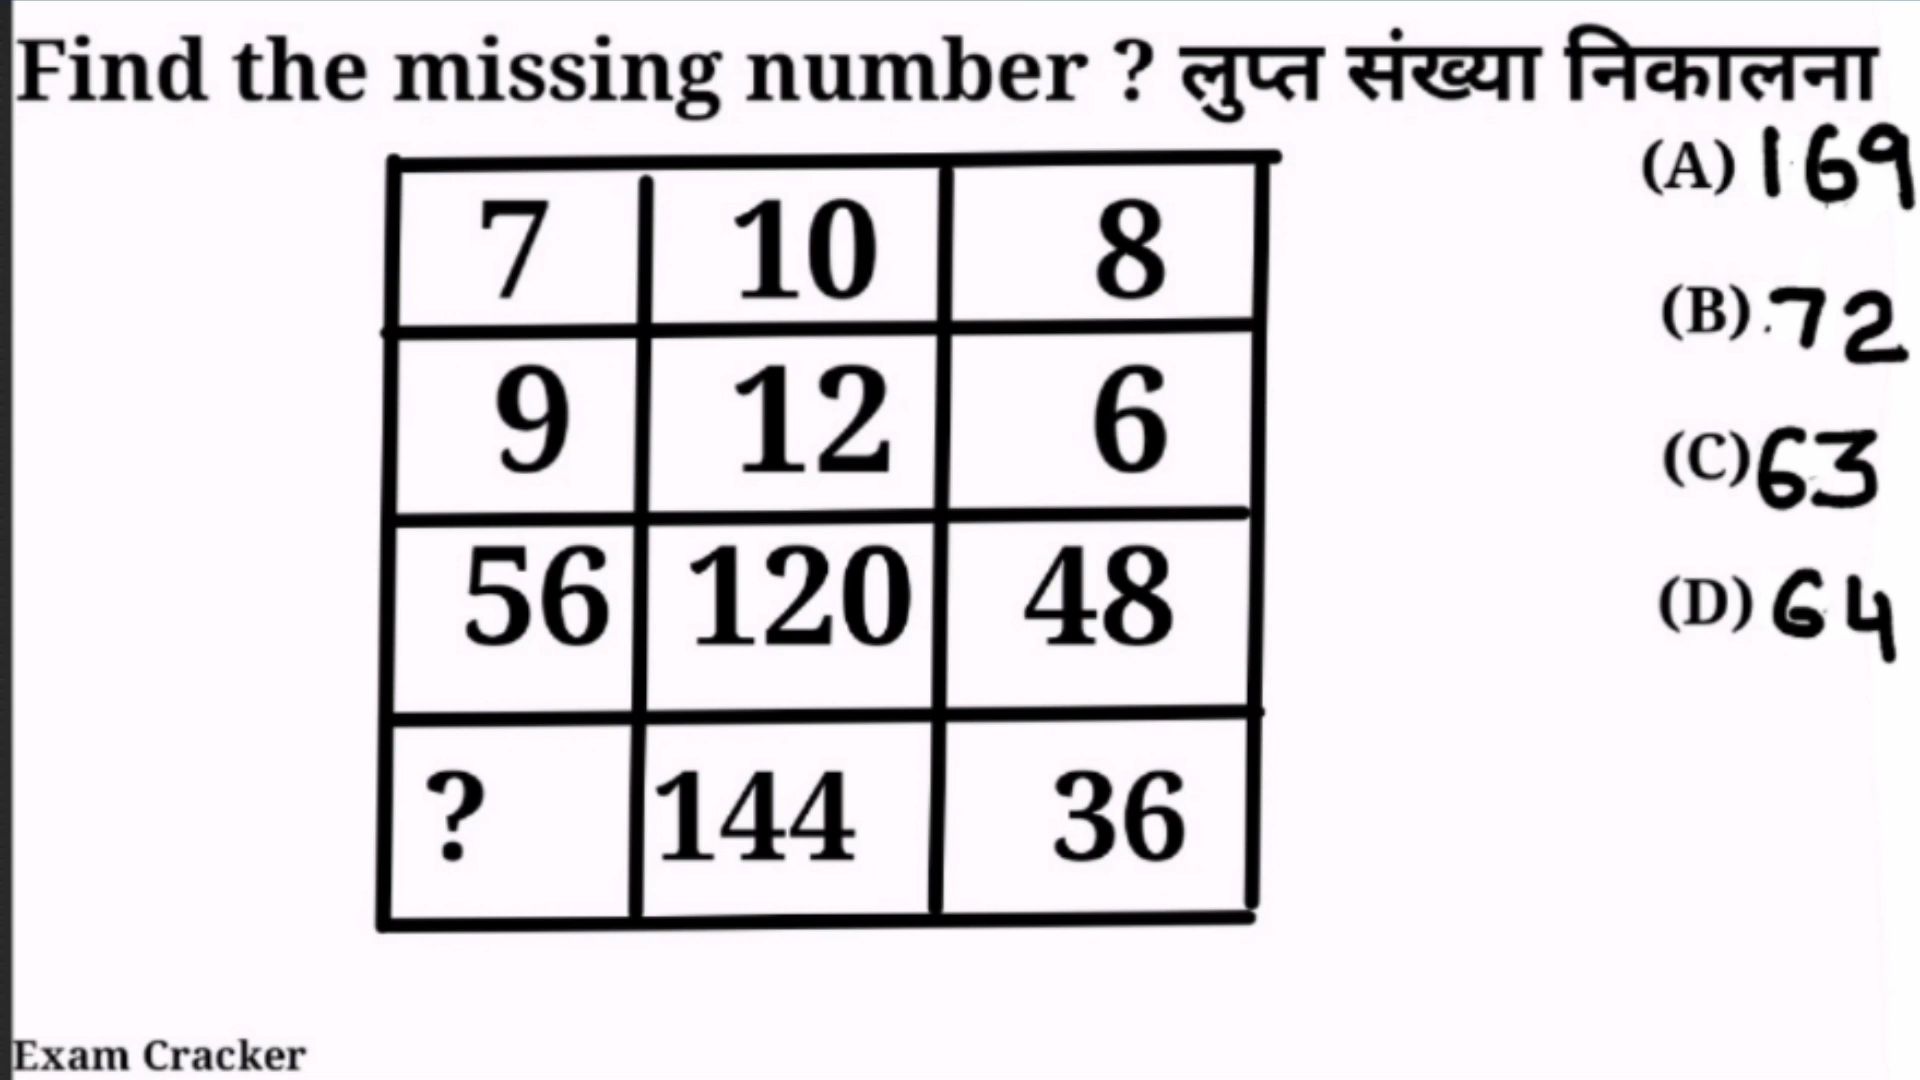 Find the missing number ? लुप्त संख्या निकालना
(A) 169
7 10 8
(B) 72
9 12 6
(C) 63
56 120 48
(D) 64
? 144 36
Exam Cracker